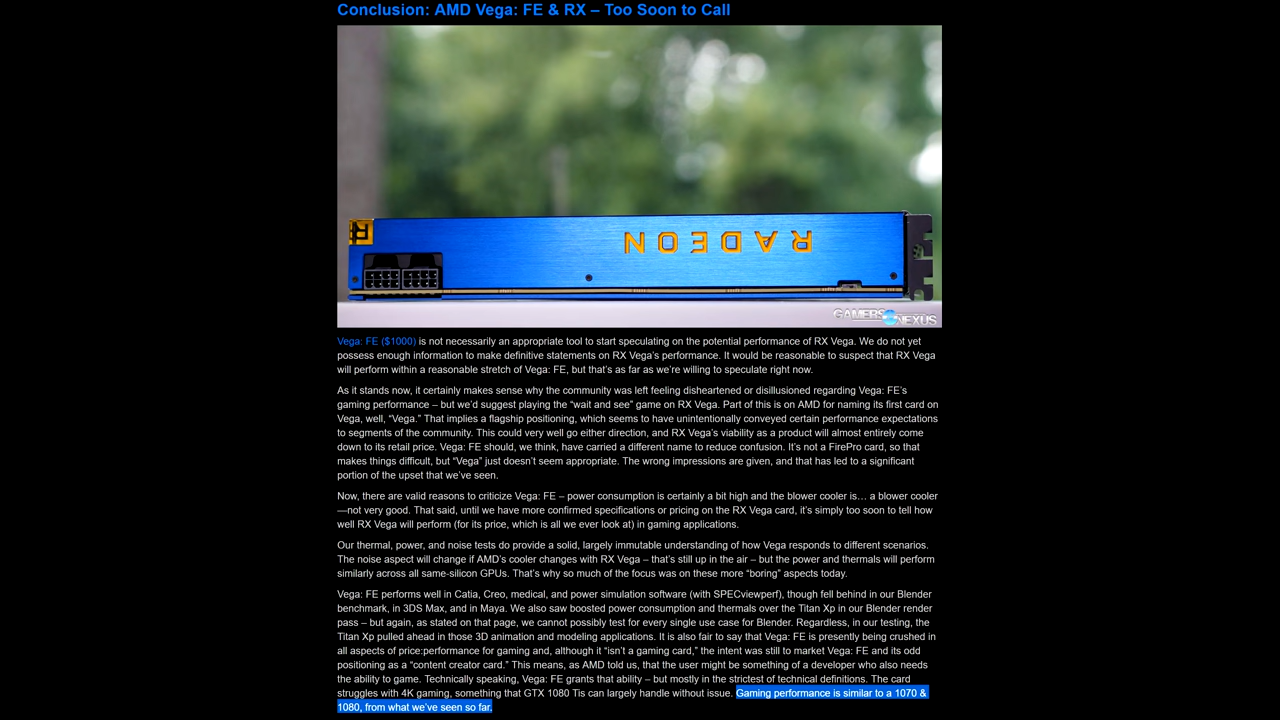 Conclusion: AMD Vega: FE & RX – Too Soon to Call
RADEON
GAMERS NEXUS
Vega: FE ($1000) is not necessarily an appropriate tool to start speculating on the potential performance of RX Vega. We do not yet
possess enough information to make definitive statements on RX Vega's performance. It would be reasonable to suspect that RX Vega
will perform within a reasonable stretch of Vega: FE, but that's as far as we're willing to speculate right now.
As it stands now, it certainly makes sense why the community was left feeling disheartened or disillusioned regarding Vega: FE's
gaming performance – but we'd suggest playing the “wait and see” game on RX Vega. Part of this is on AMD for naming its first card on
Vega, well, “Vega.” That implies a flagship positioning, which seems to have unintentionally conveyed certain performance expectations
to segments of the community. This could very well go either direction, and RX Vega's viability as a product will almost entirely come
down to its retail price. Vega: FE should, we think, have carried a different name to reduce confusion. It's not a FirePro card, so that
makes things difficult, but “Vega” just doesn't seem appropriate. The wrong impressions are given, and that has led to a significant
portion of the upset that we've seen.
Now, there are valid reasons to criticize Vega: FE – power consumption is certainly a bit high and the blower cooler is… a blower cooler
—not very good. That said, until we have more confirmed specifications or pricing on the RX Vega card, it's simply too soon to tell how
well RX Vega will perform (for its price, which is all we ever look at) in gaming applications.
Our thermal, power, and noise tests do provide a solid, largely immutable understanding of how Vega responds to different scenarios.
The noise aspect will change if AMD's cooler changes with RX Vega – that's still up in the air – but the power and thermals will perform
similarly across all same-silicon GPUs. That's why so much of the focus was on these more “boring” aspects today.
Vega: FE performs well in Catia, Creo, medical, and power simulation software (with SPECviewperf), though fell behind in our Blender
benchmark, in 3DS Max, and in Maya. We also saw boosted power consumption and thermals over the Titan Xp in our Blender render
pass – but again, as stated on that page, we cannot possibly test for every single use case for Blender. Regardless, in our testing, the
Titan Xp pulled ahead in those 3D animation and modeling applications. It is also fair to say that Vega: FE is presently being crushed in
all aspects of price:performance for gaming and, although it “isn't a gaming card,” the intent was still to market Vega: FE and its odd
positioning as a “content creator card.” This means, as AMD told us, that the user might be something of a developer who also needs
the ability to game. Technically speaking, Vega: FE grants that ability – but mostly in the strictest of technical definitions. The card
struggles with 4K gaming, something that GTX 1080 Tis can largely handle without issue. Gaming performance is similar to a 1070 &
1080, from what we've seen so far.